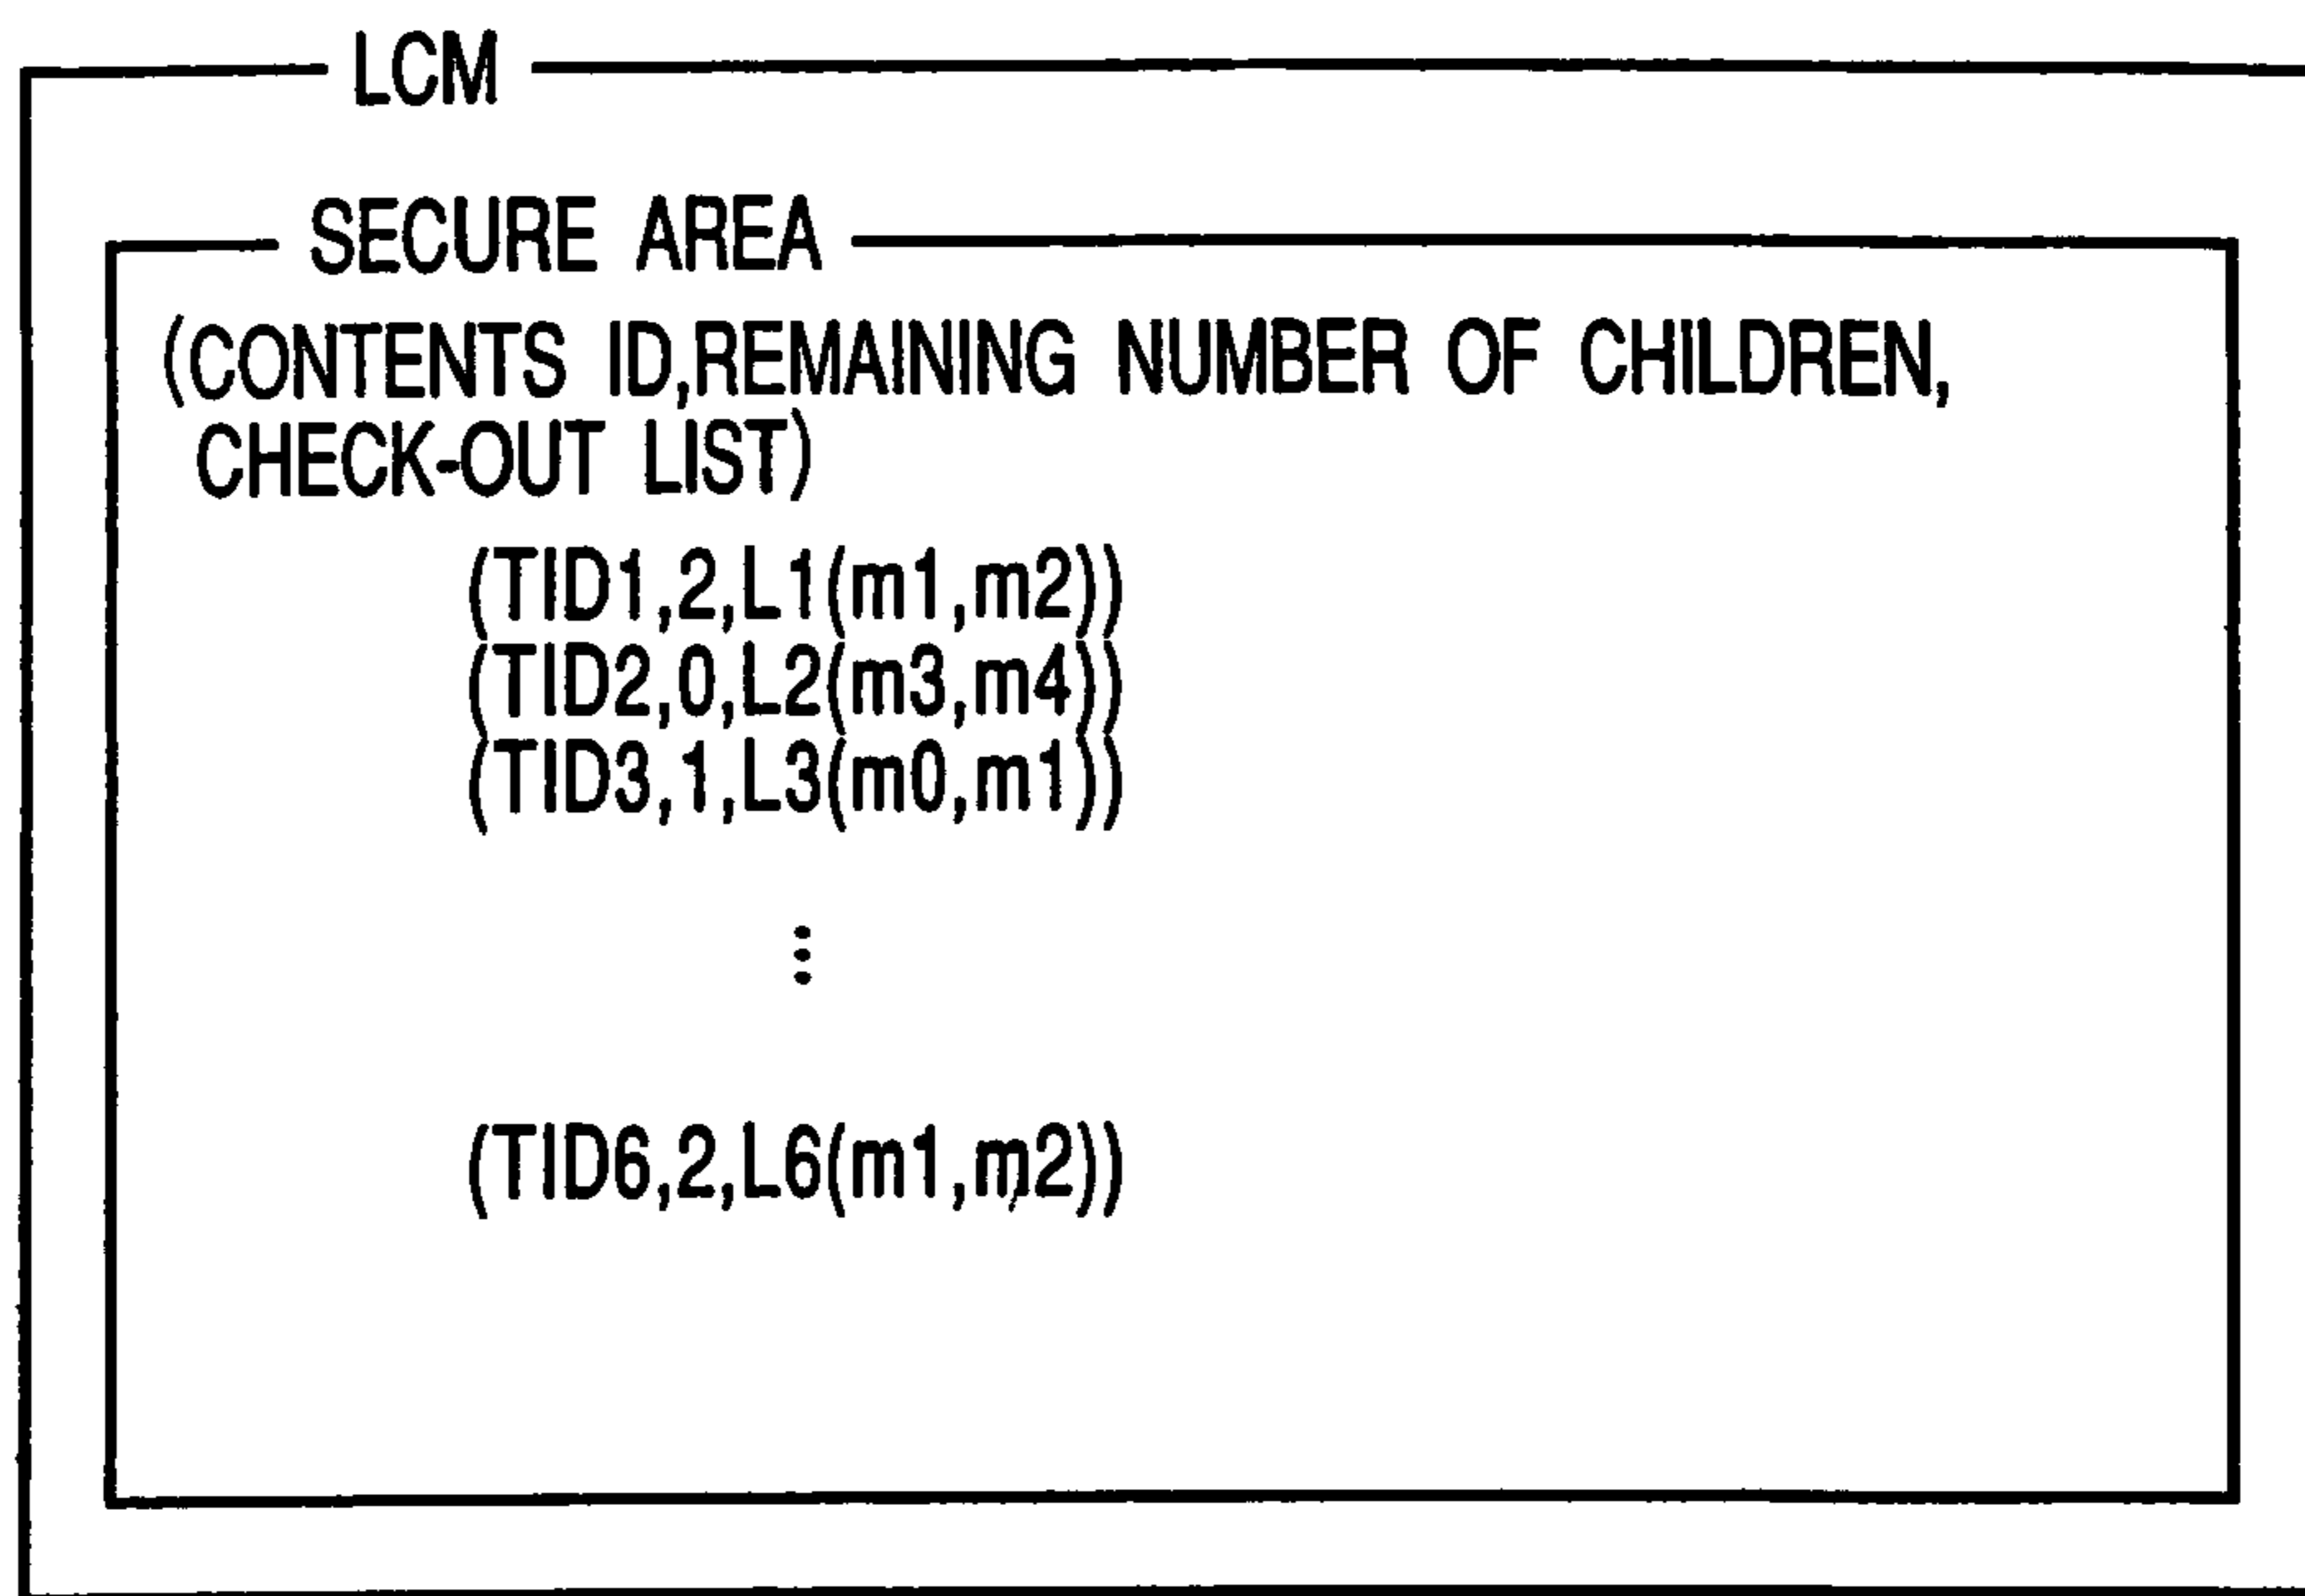 LCM
SECURE AREA
(CONTENTS ID,REMAINING NUMBER OF CHILDREN,
CHECK-OUT LIST)
(TID1,2,L1(m1,m2))
(TID2,0,L2(m3,m4))
(TID3,1,L3(m0,m1))
(TID6,2,L6(m1,m2))